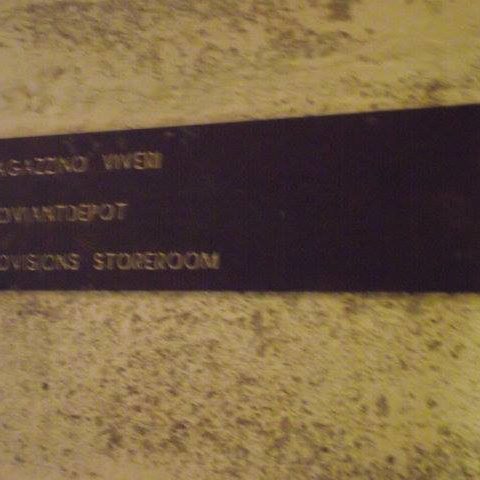 AGAZZINO VIVERI
OVIANTDEPOT
OVISIONS STOREROOM